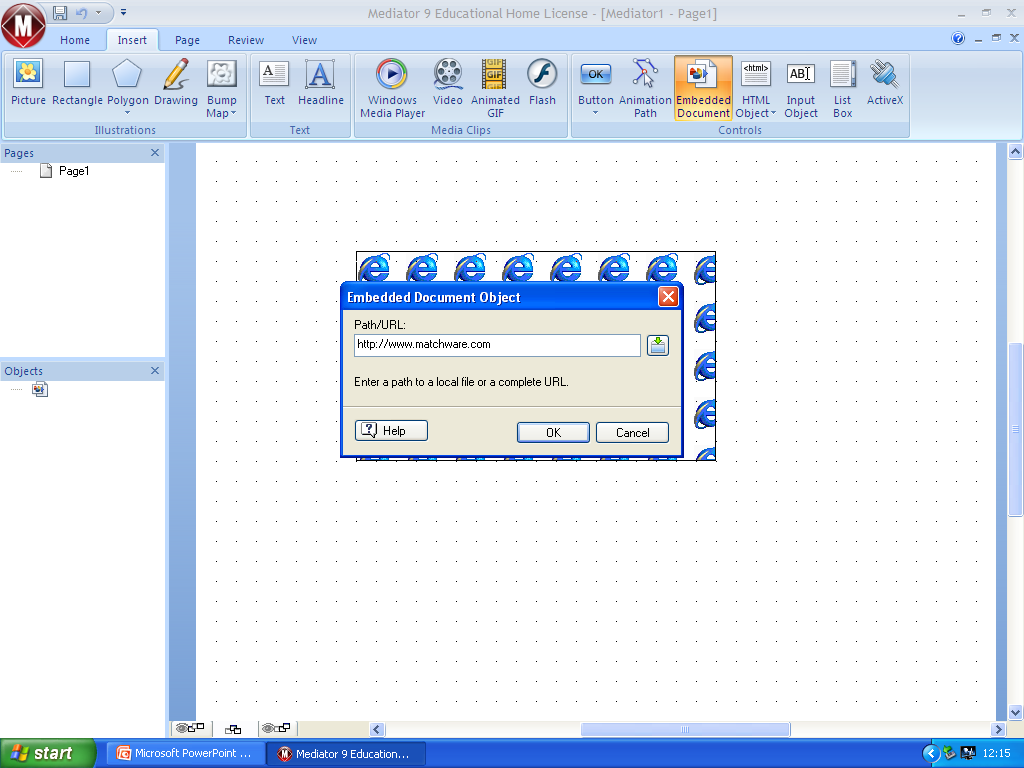 Mediator 9 Educational Home License - [Mediator1 - Page1]
Home Insert Page Review View
Picture Rectangle Polygon Drawing Bump Map
Illustrations
Text Headline
Text
Windows Media Player Video Animated GIF Flash
Media Clips
Button Animation Path Embedded Document HTML Object Input Object List Box ActiveX
Controls
Pages
Page1
Objects
Embedded Document Object
Path/URL:
http://www.matchware.com
Enter a path to a local file or a complete URL.
Help OK Cancel
start Microsoft PowerPoint ... Mediator 9 Education... 12:15